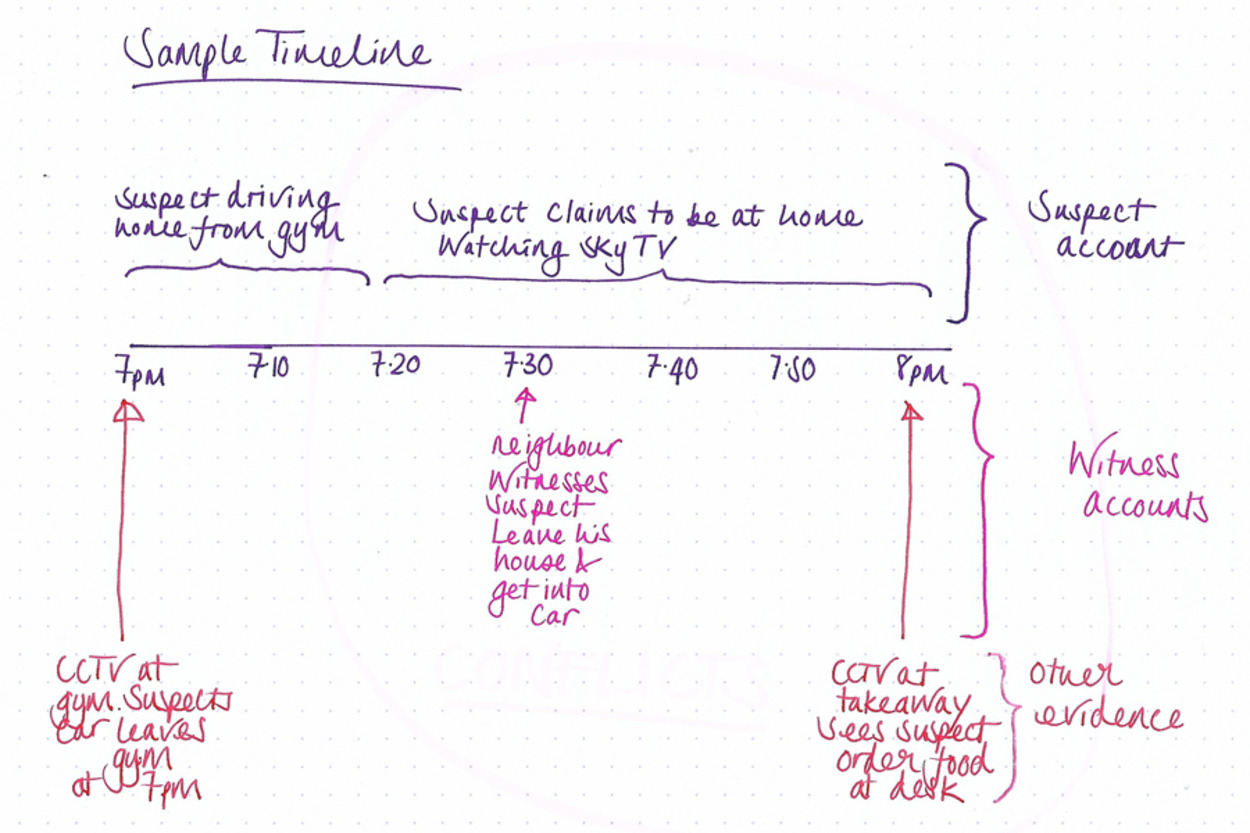 Sample Timeline
Suspect driving
home from gym
Suspect claims to be at home
Watching Sky TV
Suspect
account
7pm 7.10 7.20 7.30 7.40 7.50 8pm
neighbour
Witnesses
Suspect
Leave his
house &
get into
Car
Witness
accounts
CCTV at
gym. Suspects
Car leaves
gym
at 7pm
CCTV at
takeaway
Sees suspect
order food
at desk
other
evidence
CONFLICTS